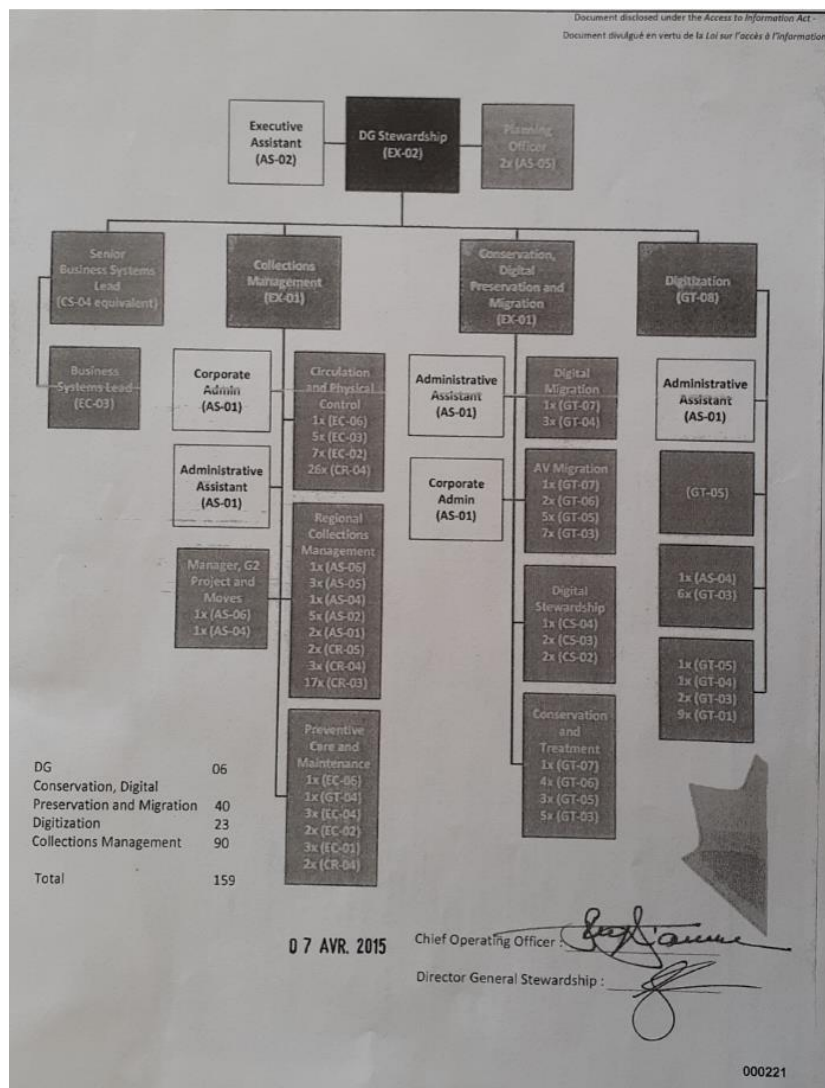 Document disclosed under the Access to Information Act -
Document divulgué en vertu de la Loi sur l'accès à l'information
Executive
Assistant
(AS-02)
DG Stewardship
(EX-02)
Planning
Officer
2x (AS-05)
Senior
Business Systems
Lead
(CS-04 equivalent)
Collections
Management
(EX-01)
Conservation,
Digital
Preservation and
Migration
(EX-01)
Digitization
(GT-08)
Business
Systems Lead
(EC-03)
Corporate
Admin
(AS-01)
Circulation
and Physical
Control
1x (EC-06)
5x (EC-03)
7x (EC-02)
26x (CR-04)
Administrative
Assistant
(AS-01)
Digital
Migration
1x (GT-07)
3x (GT-04)
Administrative
Assistant
(AS-01)
Administrative
Assistant
(AS-01)
Regional
Collections
Management
1x (AS-06)
3x (AS-05)
1x (AS-04)
5x (AS-02)
2x (AS-01)
2x (CR-05)
3x (CR-04)
17x (CR-03)
Corporate
Admin
(AS-01)
AV Migration
1x (GT-07)
2x (GT-06)
5x (GT-05)
7x (GT-03)
(GT-05)
Manager, G2
Project and
Moves
1x (AS-06)
1x (AS-04)
Digital
Stewardship
1x (CS-04)
2x (CS-03)
2x (CS-02)
1x (AS-04)
6x (GT-03)
Preventive
Care and
Maintenance
1x (EC-06)
1x (GT-04)
3x (EC-04)
2x (EC-02)
3x (EC-01)
2x (CR-04)
Conservation
and
Treatment
1x (GT-07)
4x (GT-06)
3x (GT-05)
5x (GT-03)
1x (GT-05)
1x (GT-04)
2x (GT-03)
9x (GT-01)
DG 06
Conservation, Digital
Preservation and Migration 40
Digitization 23
Collections Management 90
Total 159
07 AVR. 2015
Chief Operating Officer :
Director General Stewardship :
000221